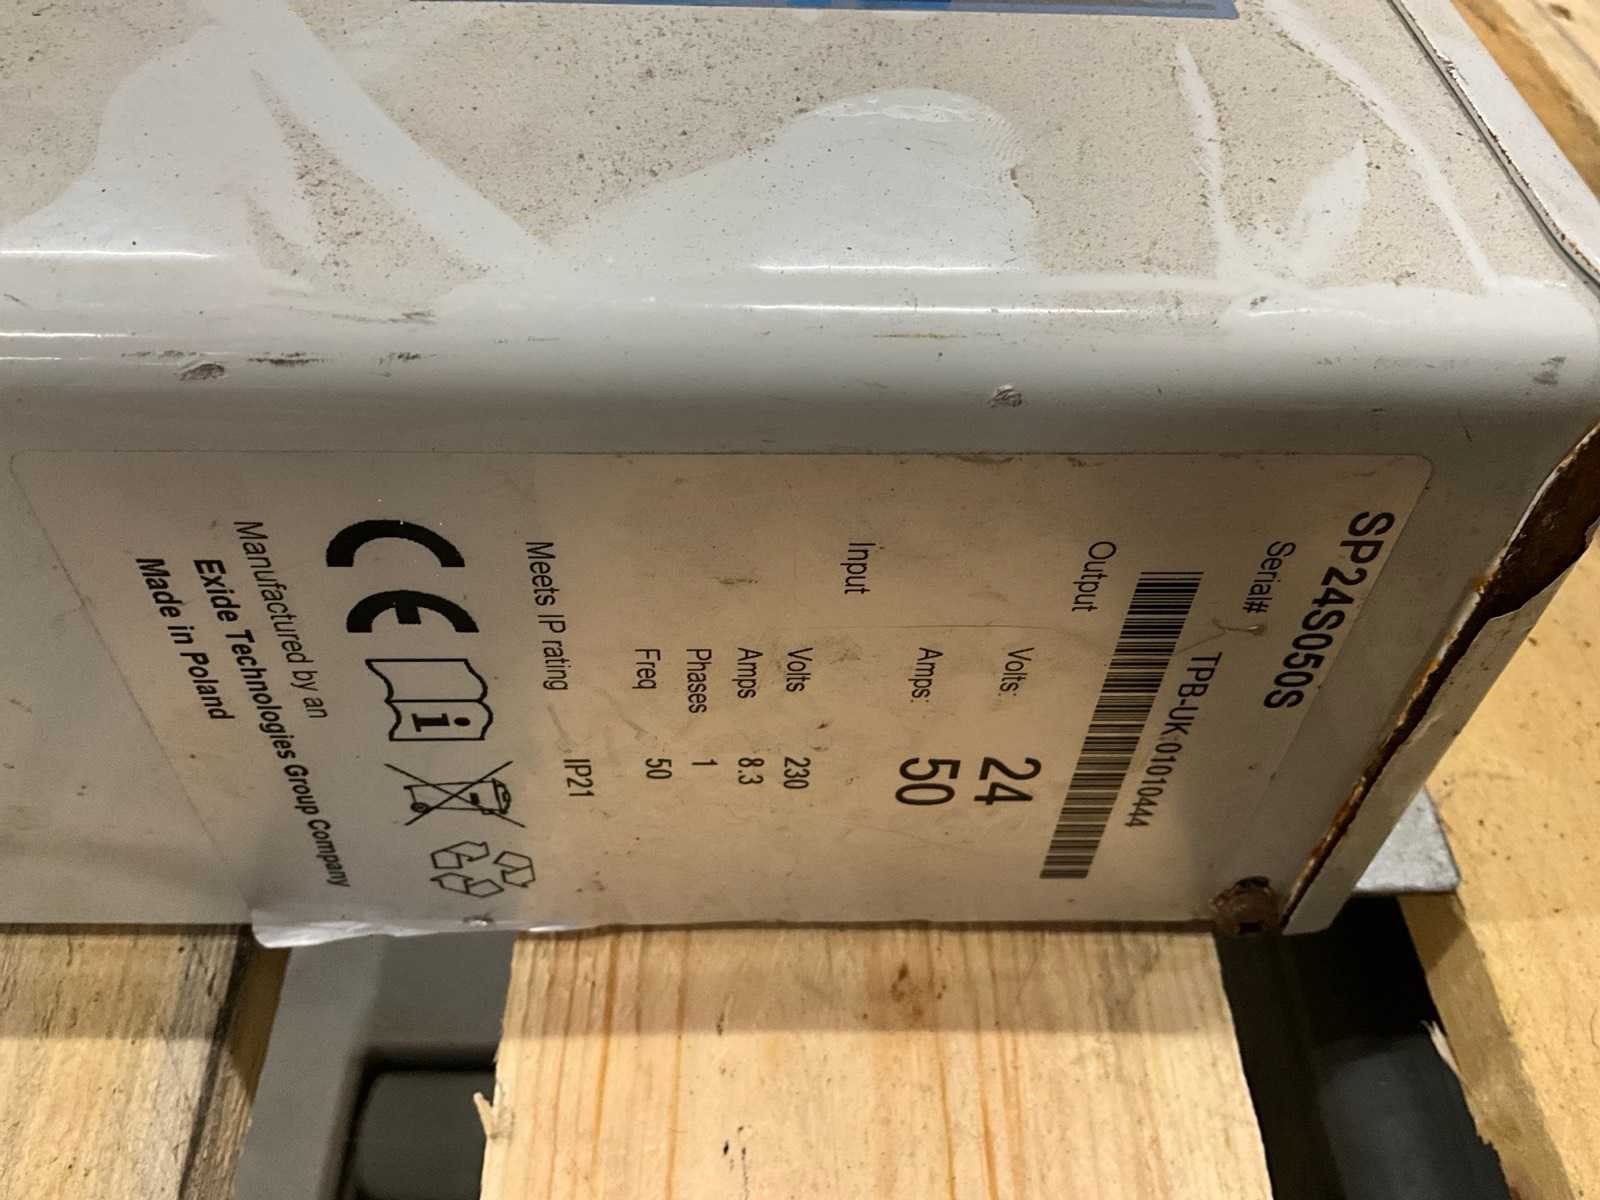 SP24S050S
Serial# TPB-UK 01010444
Output
Volts: 24
Amps: 50
Input
Volts 230
Amps 8.3
Phases 1
Freq 50
Meets IP rating IP21
CE
i
Manufactured by an
Exide Technologies Group Company
Made in Poland